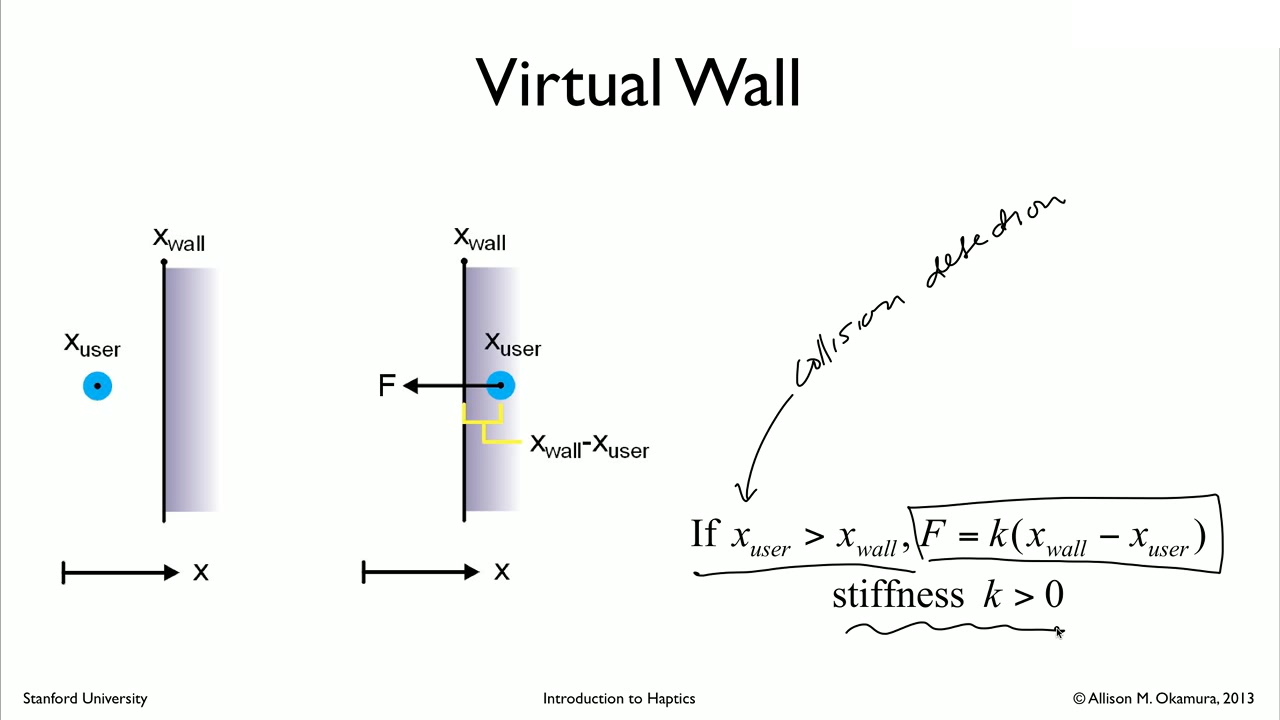 Virtual Wall
x_wall
x_wall
x_user
x_user
F
x_wall-x_user
x
x
collision detection
If x_user > x_wall, F = k(x_wall − x_user)
stiffness k > 0
Stanford University
Introduction to Haptics
© Allison M. Okamura, 2013